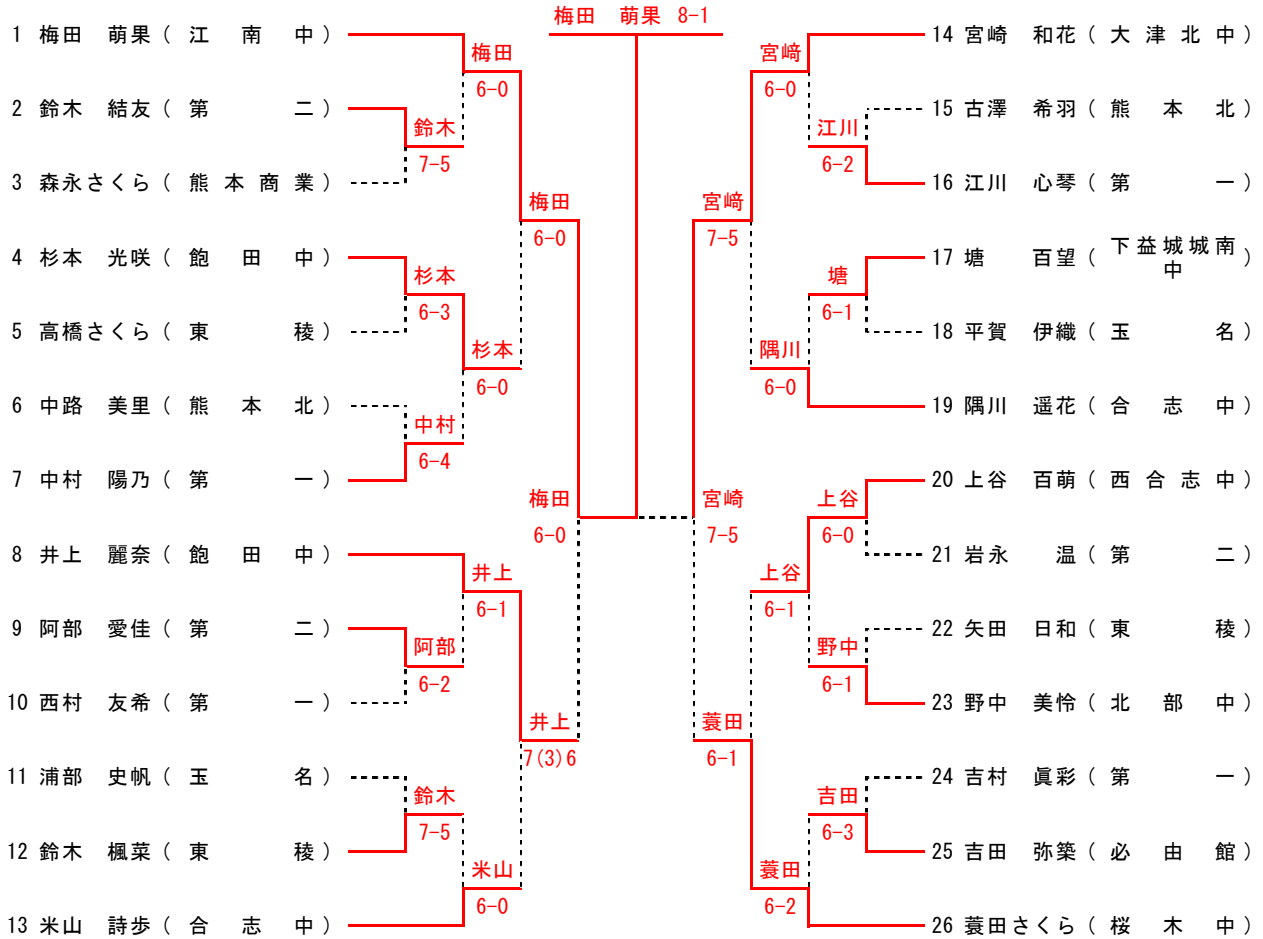 梅田 萌果 8-1
1 梅田 萌果 ( 江 南 中 )
2 鈴木 結友 ( 第 二 )
3 森永さくら ( 熊 本 商 業 )
4 杉本 光咲 ( 飽 田 中 )
5 高橋さくら ( 東 稜 )
6 中路 美里 ( 熊 本 北 )
7 中村 陽乃 ( 第 一 )
8 井上 麗奈 ( 飽 田 中 )
9 阿部 愛佳 ( 第 二 )
10 西村 友希 ( 第 一 )
11 浦部 史帆 ( 玉 名 )
12 鈴木 楓菜 ( 東 稜 )
13 米山 詩歩 ( 合 志 中 )
鈴木
7-5
杉本
6-3
中村
6-4
阿部
6-2
鈴木
7-5
梅田
6-0
杉本
6-0
井上
6-1
米山
6-0
梅田
6-0
井上
7(3)6
梅田
6-0
宮崎
7-5
宮﨑
7-5
蓑田
6-1
宮﨑
6-0
隅川
6-0
上谷
6-1
蓑田
6-2
江川
6-2
塘
6-1
上谷
6-0
野中
6-1
吉田
6-3
14 宮崎 和花 ( 大 津 北 中 )
15 古澤 希羽 ( 熊 本 北 )
16 江川 心琴 ( 第 一 )
17 塘 百望 ( 下益城城南
中 )
18 平賀 伊織 ( 玉 名 )
19 隅川 遥花 ( 合 志 中 )
20 上谷 百萌 ( 西 合 志 中 )
21 岩永 温 ( 第 二 )
22 矢田 日和 ( 東 稜 )
23 野中 美怜 ( 北 部 中 )
24 吉村 眞彩 ( 第 一 )
25 吉田 弥築 ( 必 由 館 )
26 蓑田さくら ( 桜 木 中 )